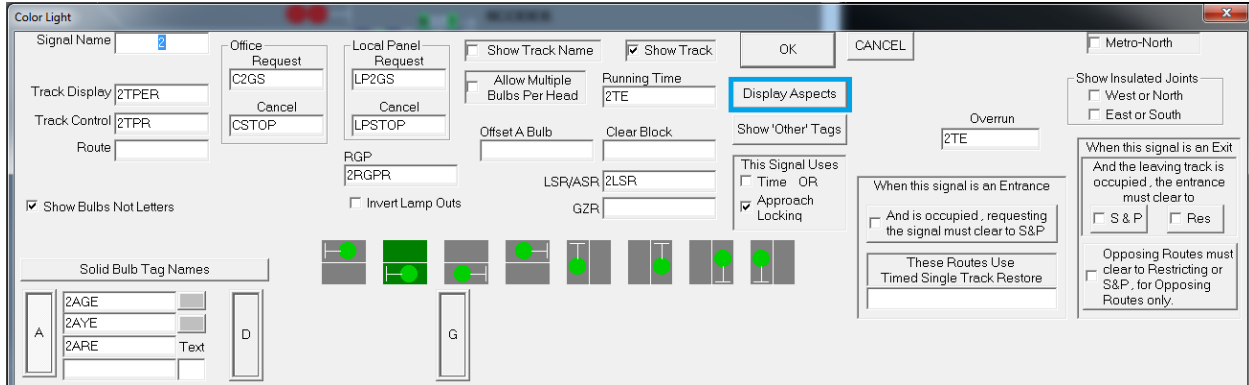 Color Light
Signal Name 2
Track Display 2TPER
Track Control 2TPR
Route
Show Bulbs Not Letters
Office
Request
C2GS
Cancel
CSTOP
Local Panel
Request
LP2GS
Cancel
LPSTOP
RGP
2RGPR
Invert Lamp Outs
Show Track Name
Show Track
Allow Multiple
Bulbs Per Head
Running Time
2TE
Offset A Bulb
Clear Block
LSR/ASR 2LSR
GZR
OK
CANCEL
Display Aspects
Show 'Other' Tags
This Signal Uses
Time OR
Approach
Locking
Overrun
2TE
When this signal is an Entrance
And is occupied , requesting
the signal must clear to S&P
These Routes Use
Timed Single Track Restore
Metro-North
Show Insulated Joints
West or North
East or South
When this signal is an Exit
And the leaving track is
occupied , the entrance
must clear to
S & P
Res
Opposing Routes must
clear to Restricting or
S&P , for Opposing
Routes only.
Solid Bulb Tag Names
A
2AGE
2AYE
2ARE
Text
D
G